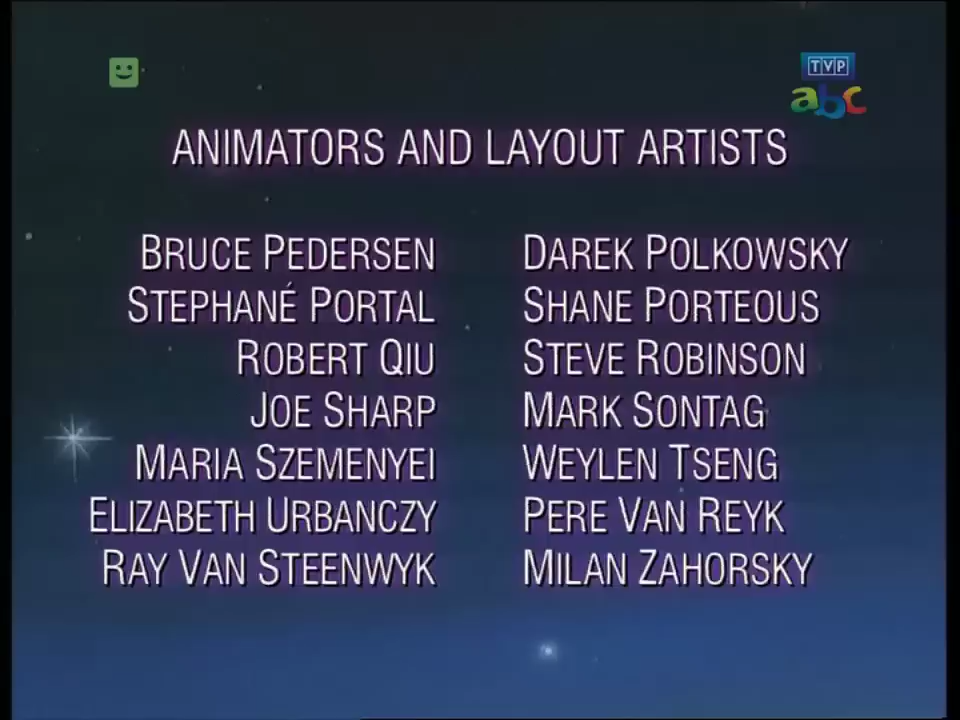 TVP
abc
ANIMATORS AND LAYOUT ARTISTS
BRUCE PEDERSEN DAREK POLKOWSKY
STEPHANÉ PORTAL SHANE PORTEOUS
ROBERT QIU STEVE ROBINSON
JOE SHARP MARK SONTAG
MARIA SZEMENYEI WEYLEN TSENG
ELIZABETH URBANCZY PERE VAN REYK
RAY VAN STEENWYK MILAN ZAHORSKY